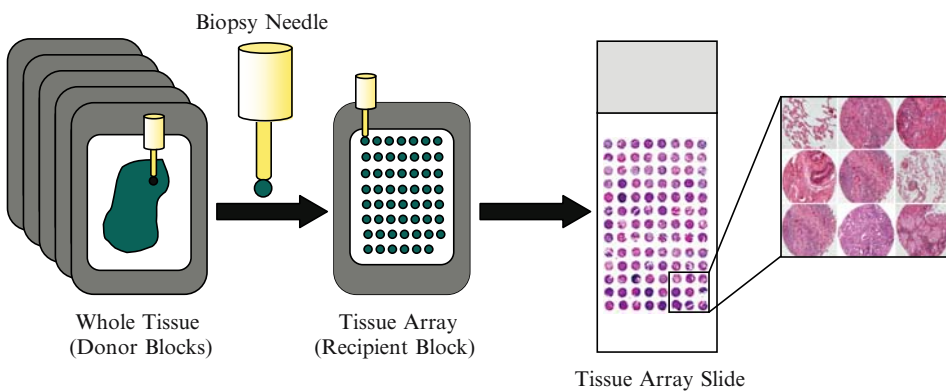 Biopsy Needle
Whole Tissue
(Donor Blocks)
Tissue Array
(Recipient Block)
Tissue Array Slide